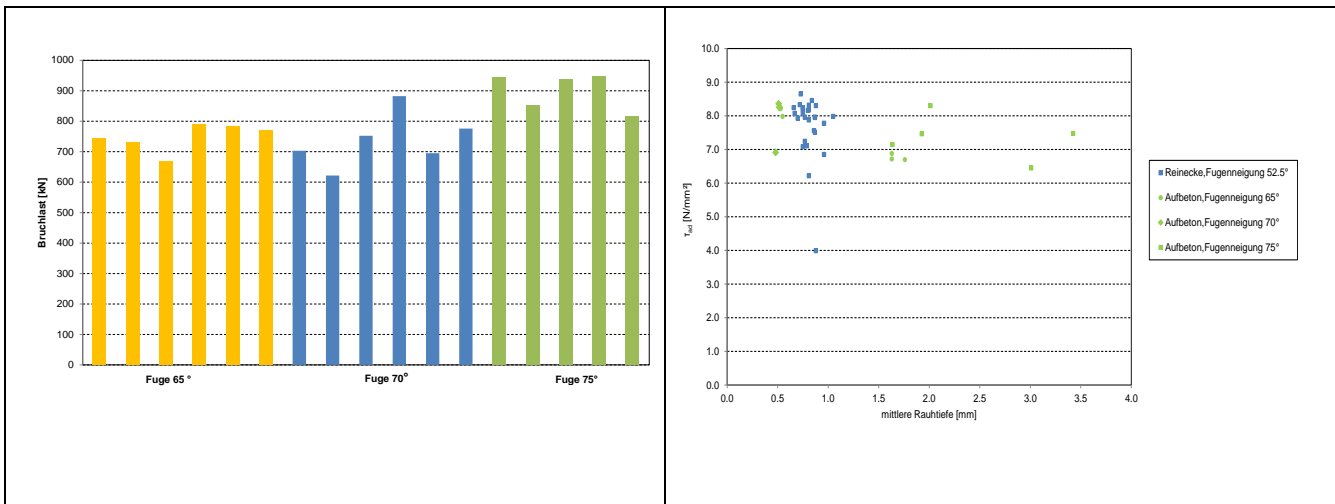 Bruchlast [kN]
1000
900
800
700
600
500
400
300
200
100
0
Fuge 65 °
Fuge 70°
Fuge 75°
τad [N/mm²]
10.0
9.0
8.0
7.0
6.0
5.0
4.0
3.0
2.0
1.0
0.0
0.0 0.5 1.0 1.5 2.0 2.5 3.0 3.5 4.0
mittlere Rauhtiefe [mm]
Reinecke,Fugenneigung 52.5°
Aufbeton,Fugenneigung 65°
Aufbeton,Fugenneigung 70°
Aufbeton,Fugenneigung 75°